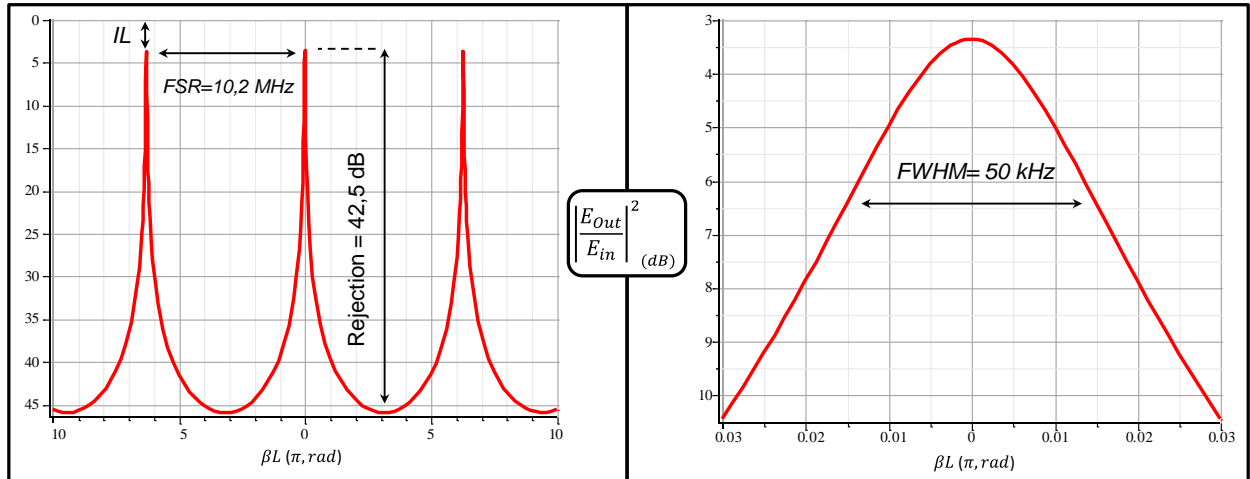 0
5
10
15
20
25
30
35
40
45
IL
FSR=10,2 MHz
Rejection = 42,5 dB
10 5 0 5 10
βL (π, rad)
|E_Out/E_in|² (dB)
3
4
5
6
7
8
9
10
FWHM= 50 kHz
0.03 0.02 0.01 0 0.01 0.02 0.03
βL (π, rad)